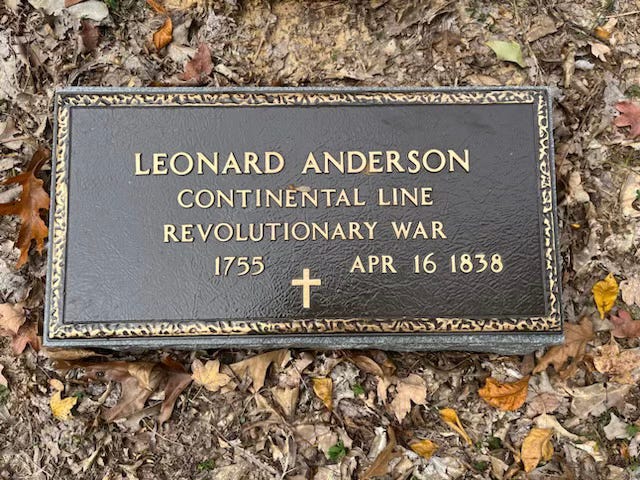 LEONARD ANDERSON
CONTINENTAL LINE
REVOLUTIONARY WAR
1755 APR 16 1838